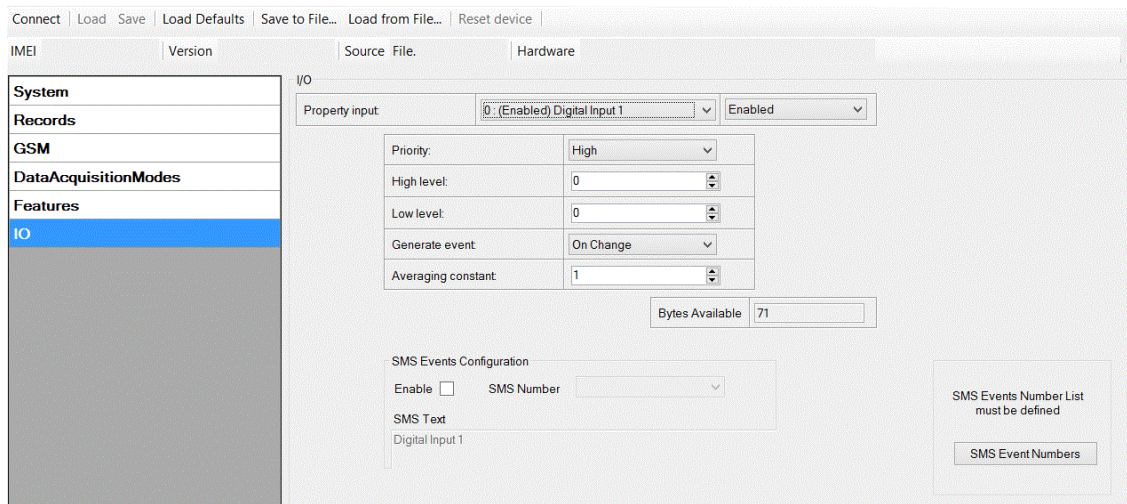 Connect Load Save Load Defaults Save to File... Load from File... Reset device
IMEI Version Source File. Hardware
System
Records
GSM
DataAcquisitionModes
Features
IO
I/O
Property input: 0 : (Enabled) Digital Input 1 Enabled
Priority: High
High level: 0
Low level: 0
Generate event: On Change
Averaging constant: 1
Bytes Available 71
SMS Events Configuration
Enable SMS Number
SMS Text
Digital Input 1
SMS Events Number List
must be defined
SMS Event Numbers